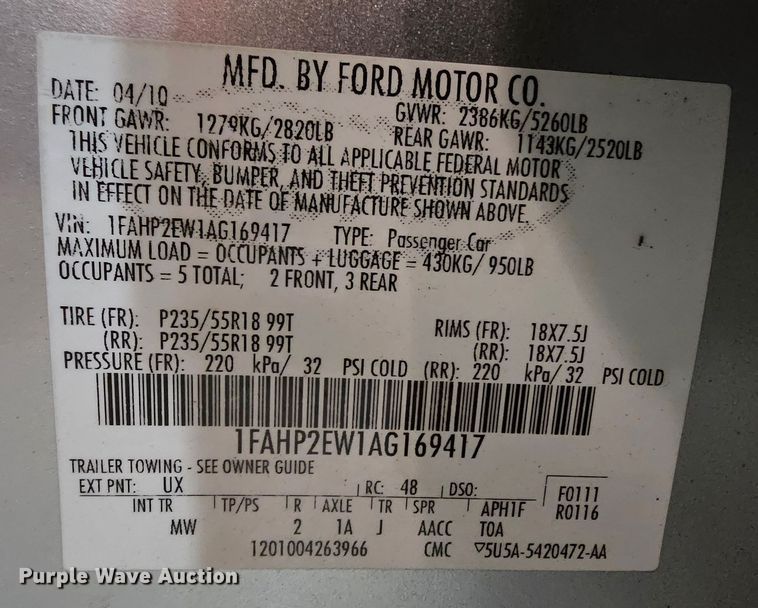 MFD. BY FORD MOTOR CO.
DATE: 04/10 GVWR: 2386KG/5260LB
FRONT GAWR: 1279KG/2820LB REAR GAWR: 1143KG/2520LB
THIS VEHICLE CONFORMS TO ALL APPLICABLE FEDERAL MOTOR
VEHICLE SAFETY, BUMPER, AND THEFT PREVENTION STANDARDS
IN EFFECT ON THE DATE OF MANUFACTURE SHOWN ABOVE.
VIN: 1FAHP2EW1AG169417 TYPE: Passenger Car
MAXIMUM LOAD = OCCUPANTS + LUGGAGE = 430KG/ 950LB
OCCUPANTS = 5 TOTAL; 2 FRONT, 3 REAR
TIRE (FR): P235/55R18 99T RIMS (FR): 18X7.5J
(RR): P235/55R18 99T (RR): 18X7.5J
PRESSURE (FR): 220 kPa/ 32 PSI COLD (RR): 220 kPa/ 32 PSI COLD
1FAHP2EW1AG169417
TRAILER TOWING - SEE OWNER GUIDE
EXT PNT: UX RC: 48 DSO: F0111
INT TR TP/PS R AXLE TR SPR APH1F R0116
MW 2 1A J AACC TOA
1201004263966 CMC ▽5U5A-5420472-AA
Purple Wave Auction